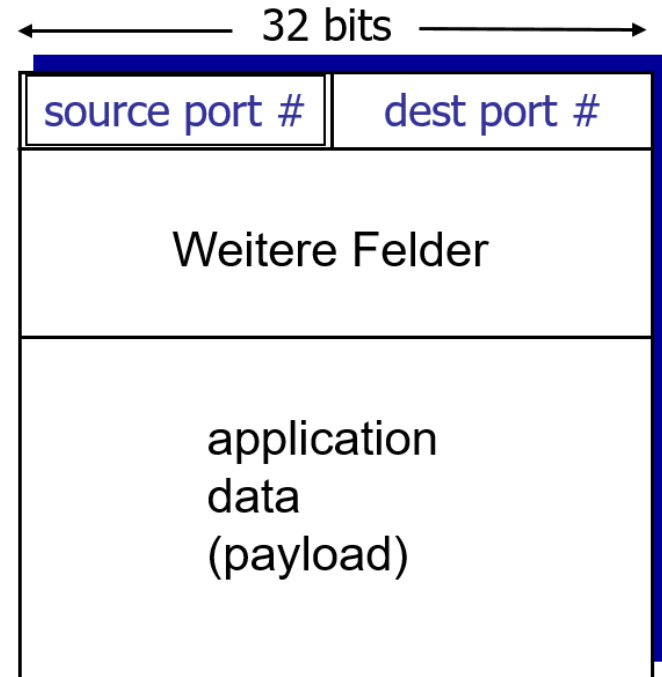 32 bits
source port # dest port #
Weitere Felder
application
data
(payload)